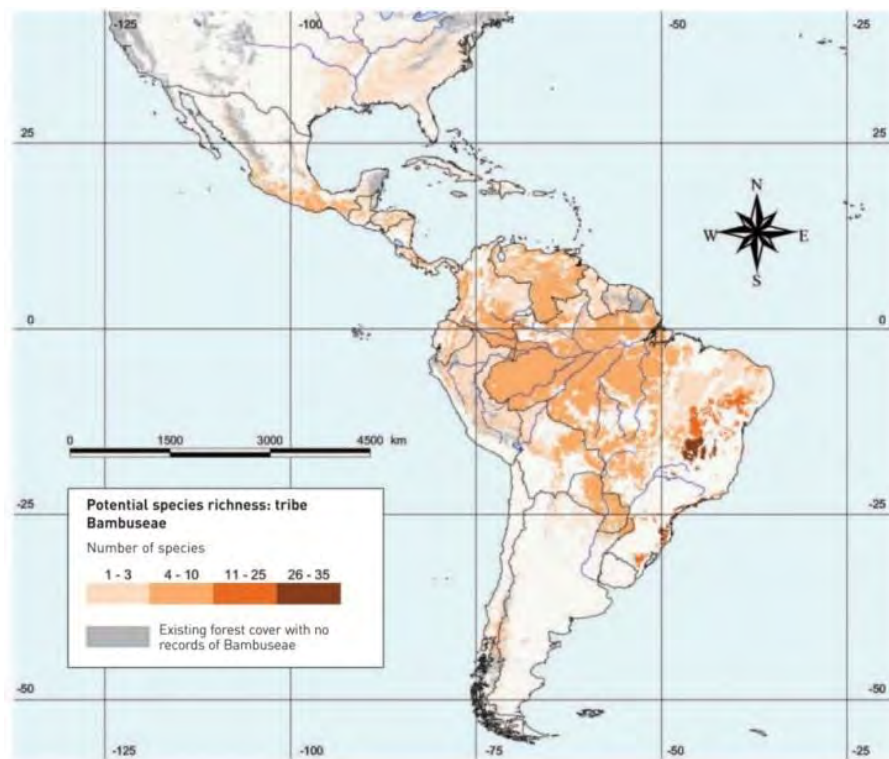 -125 -100 -75 -50 -25
25 25
0 0
-25 -25
-50 -50
-125 -100 -75 -50 -25
N
W E
S
0 1500 3000 4500 km
Potential species richness: tribe
Bambuseae
Number of species
1 - 3 4 - 10 11 - 25 26 - 35
Existing forest cover with no
records of Bambuseae